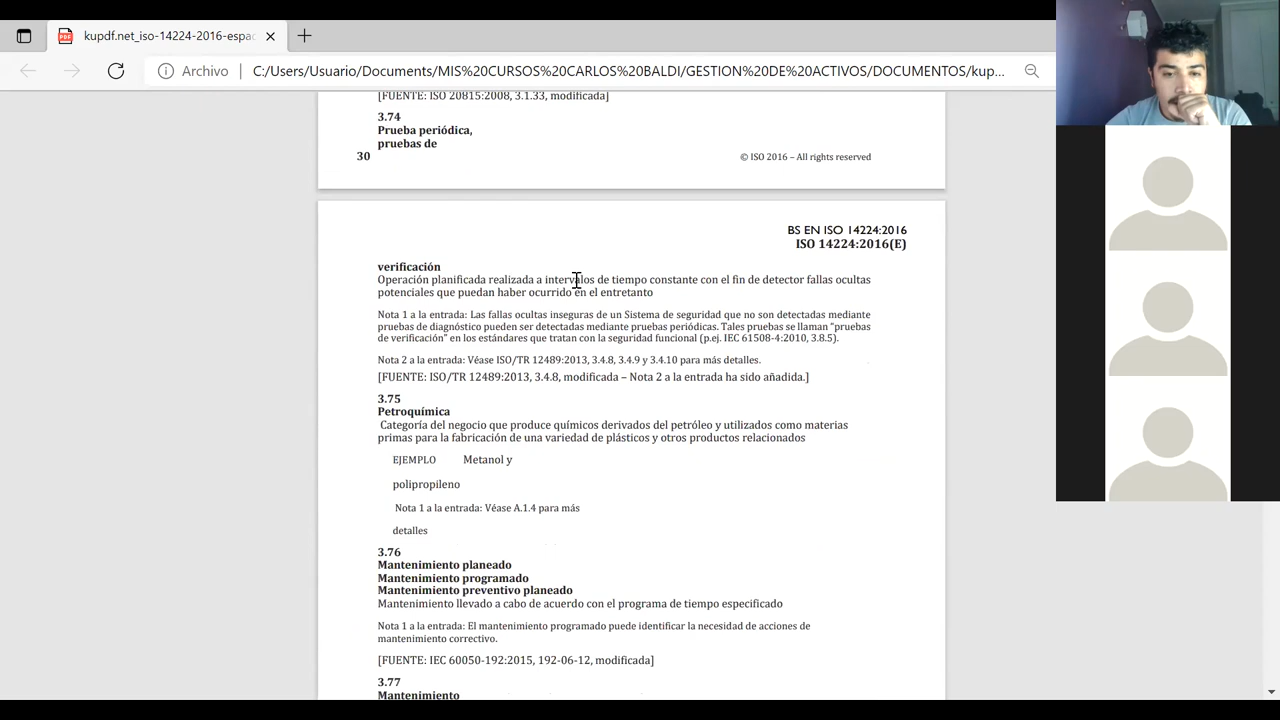 kupdf.net_iso-14224-2016-espac
Archivo C:/Users/Usuario/Documents/MIS%20CURSOS%20CARLOS%20BALDI/GESTION%20DE%20ACTIVOS/DOCUMENTOS/kup...
[FUENTE: ISO 20815:2008, 3.1.33, modificada]
3.74
Prueba periódica,
pruebas de
30 © ISO 2016 – All rights reserved
BS EN ISO 14224:2016
ISO 14224:2016(E)
verificación
Operación planificada realizada a intervalos de tiempo constante con el fin de detector fallas ocultas
potenciales que puedan haber ocurrido en el entretanto
Nota 1 a la entrada: Las fallas ocultas inseguras de un Sistema de seguridad que no son detectadas mediante
pruebas de diagnóstico pueden ser detectadas mediante pruebas periódicas. Tales pruebas se llaman “pruebas
de verificación” en los estándares que tratan con la seguridad funcional (p.ej. IEC 61508-4:2010, 3.8.5).
Nota 2 a la entrada: Véase ISO/TR 12489:2013, 3.4.8, 3.4.9 y 3.4.10 para más detalles.
[FUENTE: ISO/TR 12489:2013, 3.4.8, modificada – Nota 2 a la entrada ha sido añadida.]
3.75
Petroquímica
Categoría del negocio que produce químicos derivados del petróleo y utilizados como materias
primas para la fabricación de una variedad de plásticos y otros productos relacionados
EJEMPLO Metanol y
polipropileno
Nota 1 a la entrada: Véase A.1.4 para más
detalles
3.76
Mantenimiento planeado
Mantenimiento programado
Mantenimiento preventivo planeado
Mantenimiento llevado a cabo de acuerdo con el programa de tiempo especificado
Nota 1 a la entrada: El mantenimiento programado puede identificar la necesidad de acciones de
mantenimiento correctivo.
[FUENTE: IEC 60050-192:2015, 192-06-12, modificada]
3.77
Mantenimiento